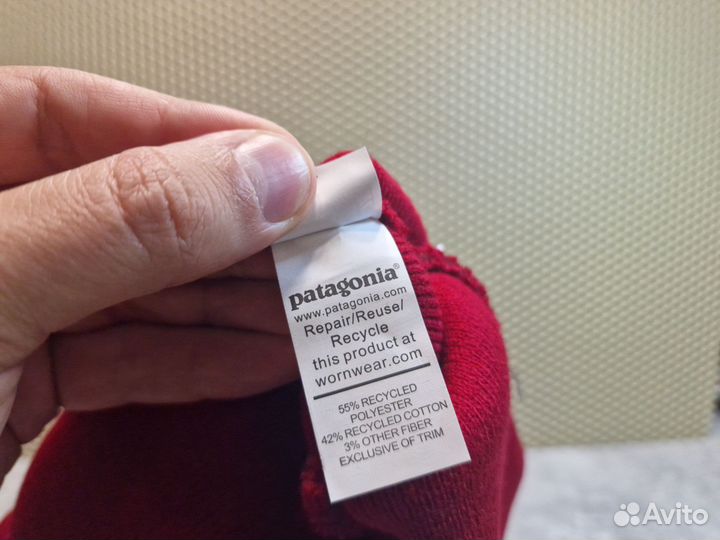 patagonia®
www.patagonia.com
Repair/Reuse/
Recycle
this product at
wornwear.com
55% RECYCLED
POLYESTER
42% RECYCLED COTTON
3% OTHER FIBER
EXCLUSIVE OF TRIM
Avito